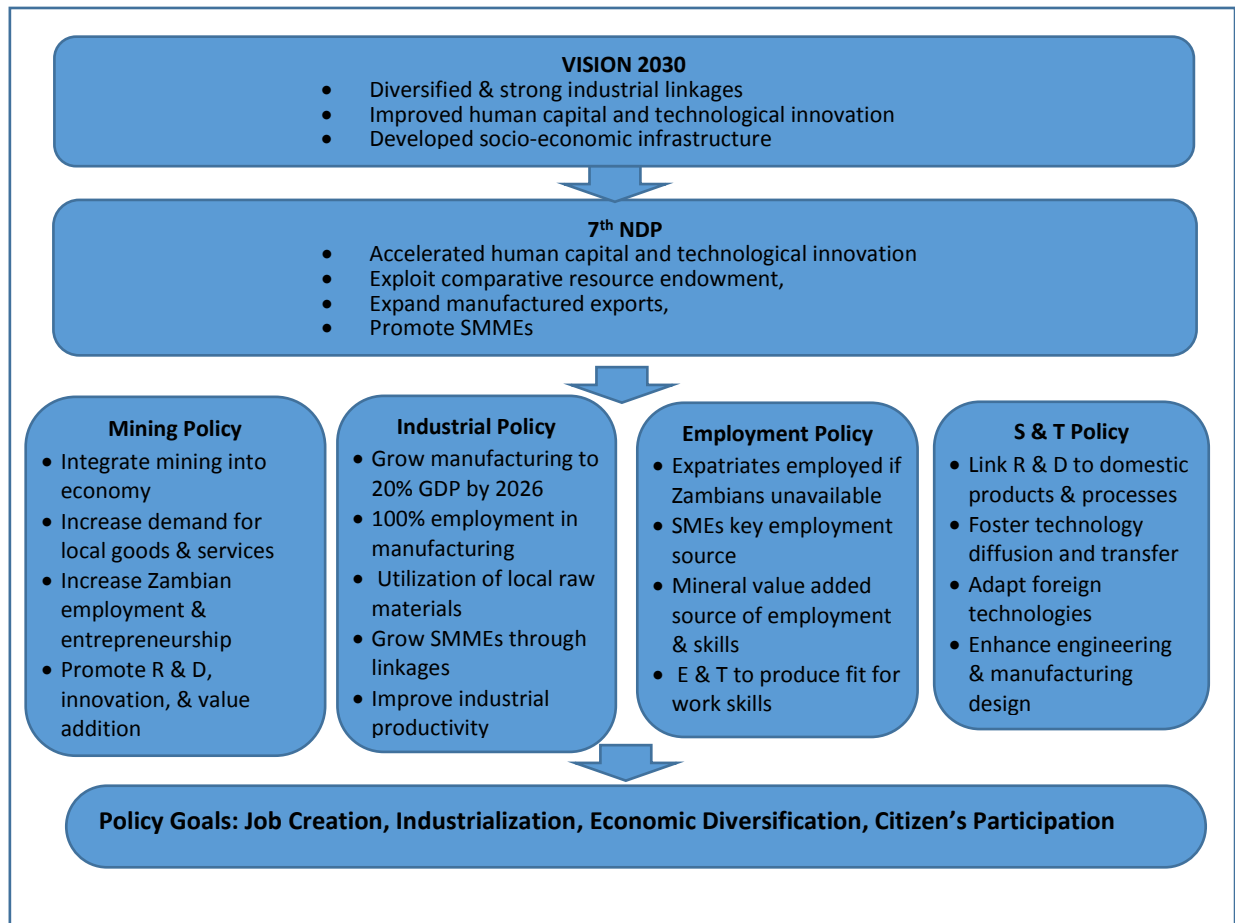 VISION 2030
• Diversified & strong industrial linkages
• Improved human capital and technological innovation
• Developed socio-economic infrastructure
7th NDP
• Accelerated human capital and technological innovation
• Exploit comparative resource endowment,
• Expand manufactured exports,
• Promote SMMEs
Mining Policy
• Integrate mining into
economy
• Increase demand for
local goods & services
• Increase Zambian
employment &
entrepreneurship
• Promote R & D,
innovation, & value
addition
Industrial Policy
• Grow manufacturing to
20% GDP by 2026
• 100% employment in
manufacturing
• Utilization of local raw
materials
• Grow SMMEs through
linkages
• Improve industrial
productivity
Employment Policy
• Expatriates employed if
Zambians unavailable
• SMEs key employment
source
• Mineral value added
source of employment
& skills
• E & T to produce fit for
work skills
S & T Policy
• Link R & D to domestic
products & processes
• Foster technology
diffusion and transfer
• Adapt foreign
technologies
• Enhance engineering
& manufacturing
design
Policy Goals: Job Creation, Industrialization, Economic Diversification, Citizen’s Participation